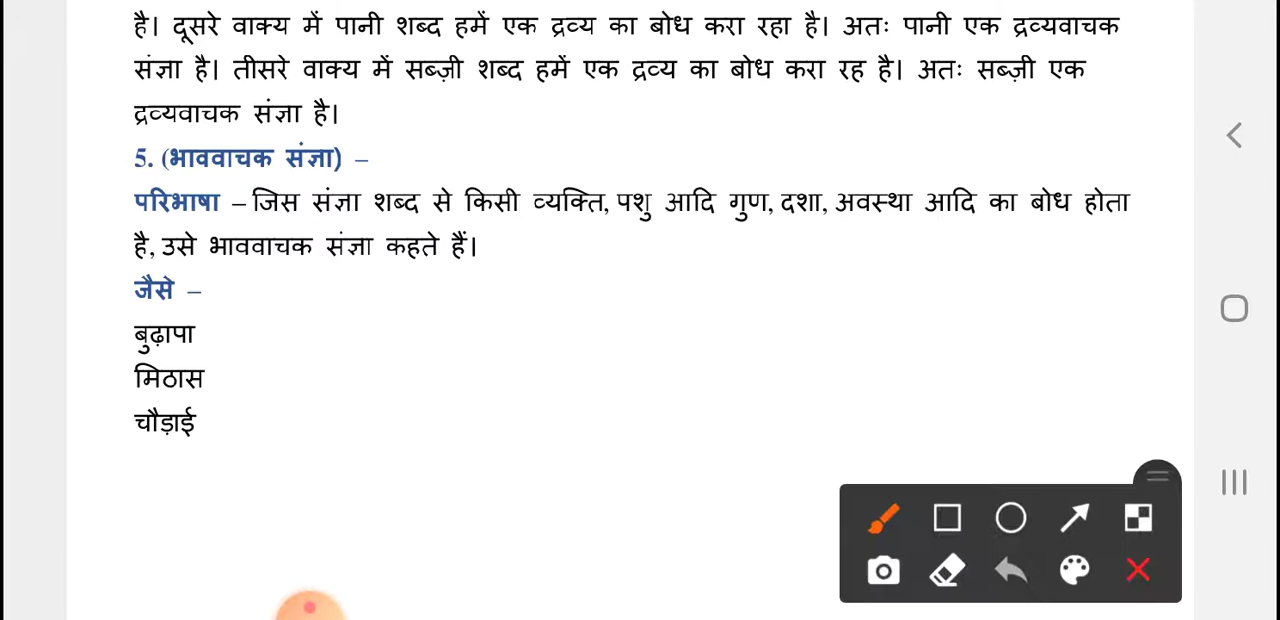 है। दूसरे वाक्य में पानी शब्द हमें एक द्रव्य का बोध करा रहा है। अतः पानी एक द्रव्यवाचक
संज्ञा है। तीसरे वाक्य में सब्ज़ी शब्द हमें एक द्रव्य का बोध करा रह है। अतः सब्ज़ी एक
द्रव्यवाचक संज्ञा है।
5. (भाववाचक संज्ञा) –
परिभाषा – जिस संज्ञा शब्द से किसी व्यक्ति, पशु आदि गुण, दशा, अवस्था आदि का बोध होता
है, उसे भाववाचक संज्ञा कहते हैं।
जैसे –
बुढ़ापा
मिठास
चौड़ाई